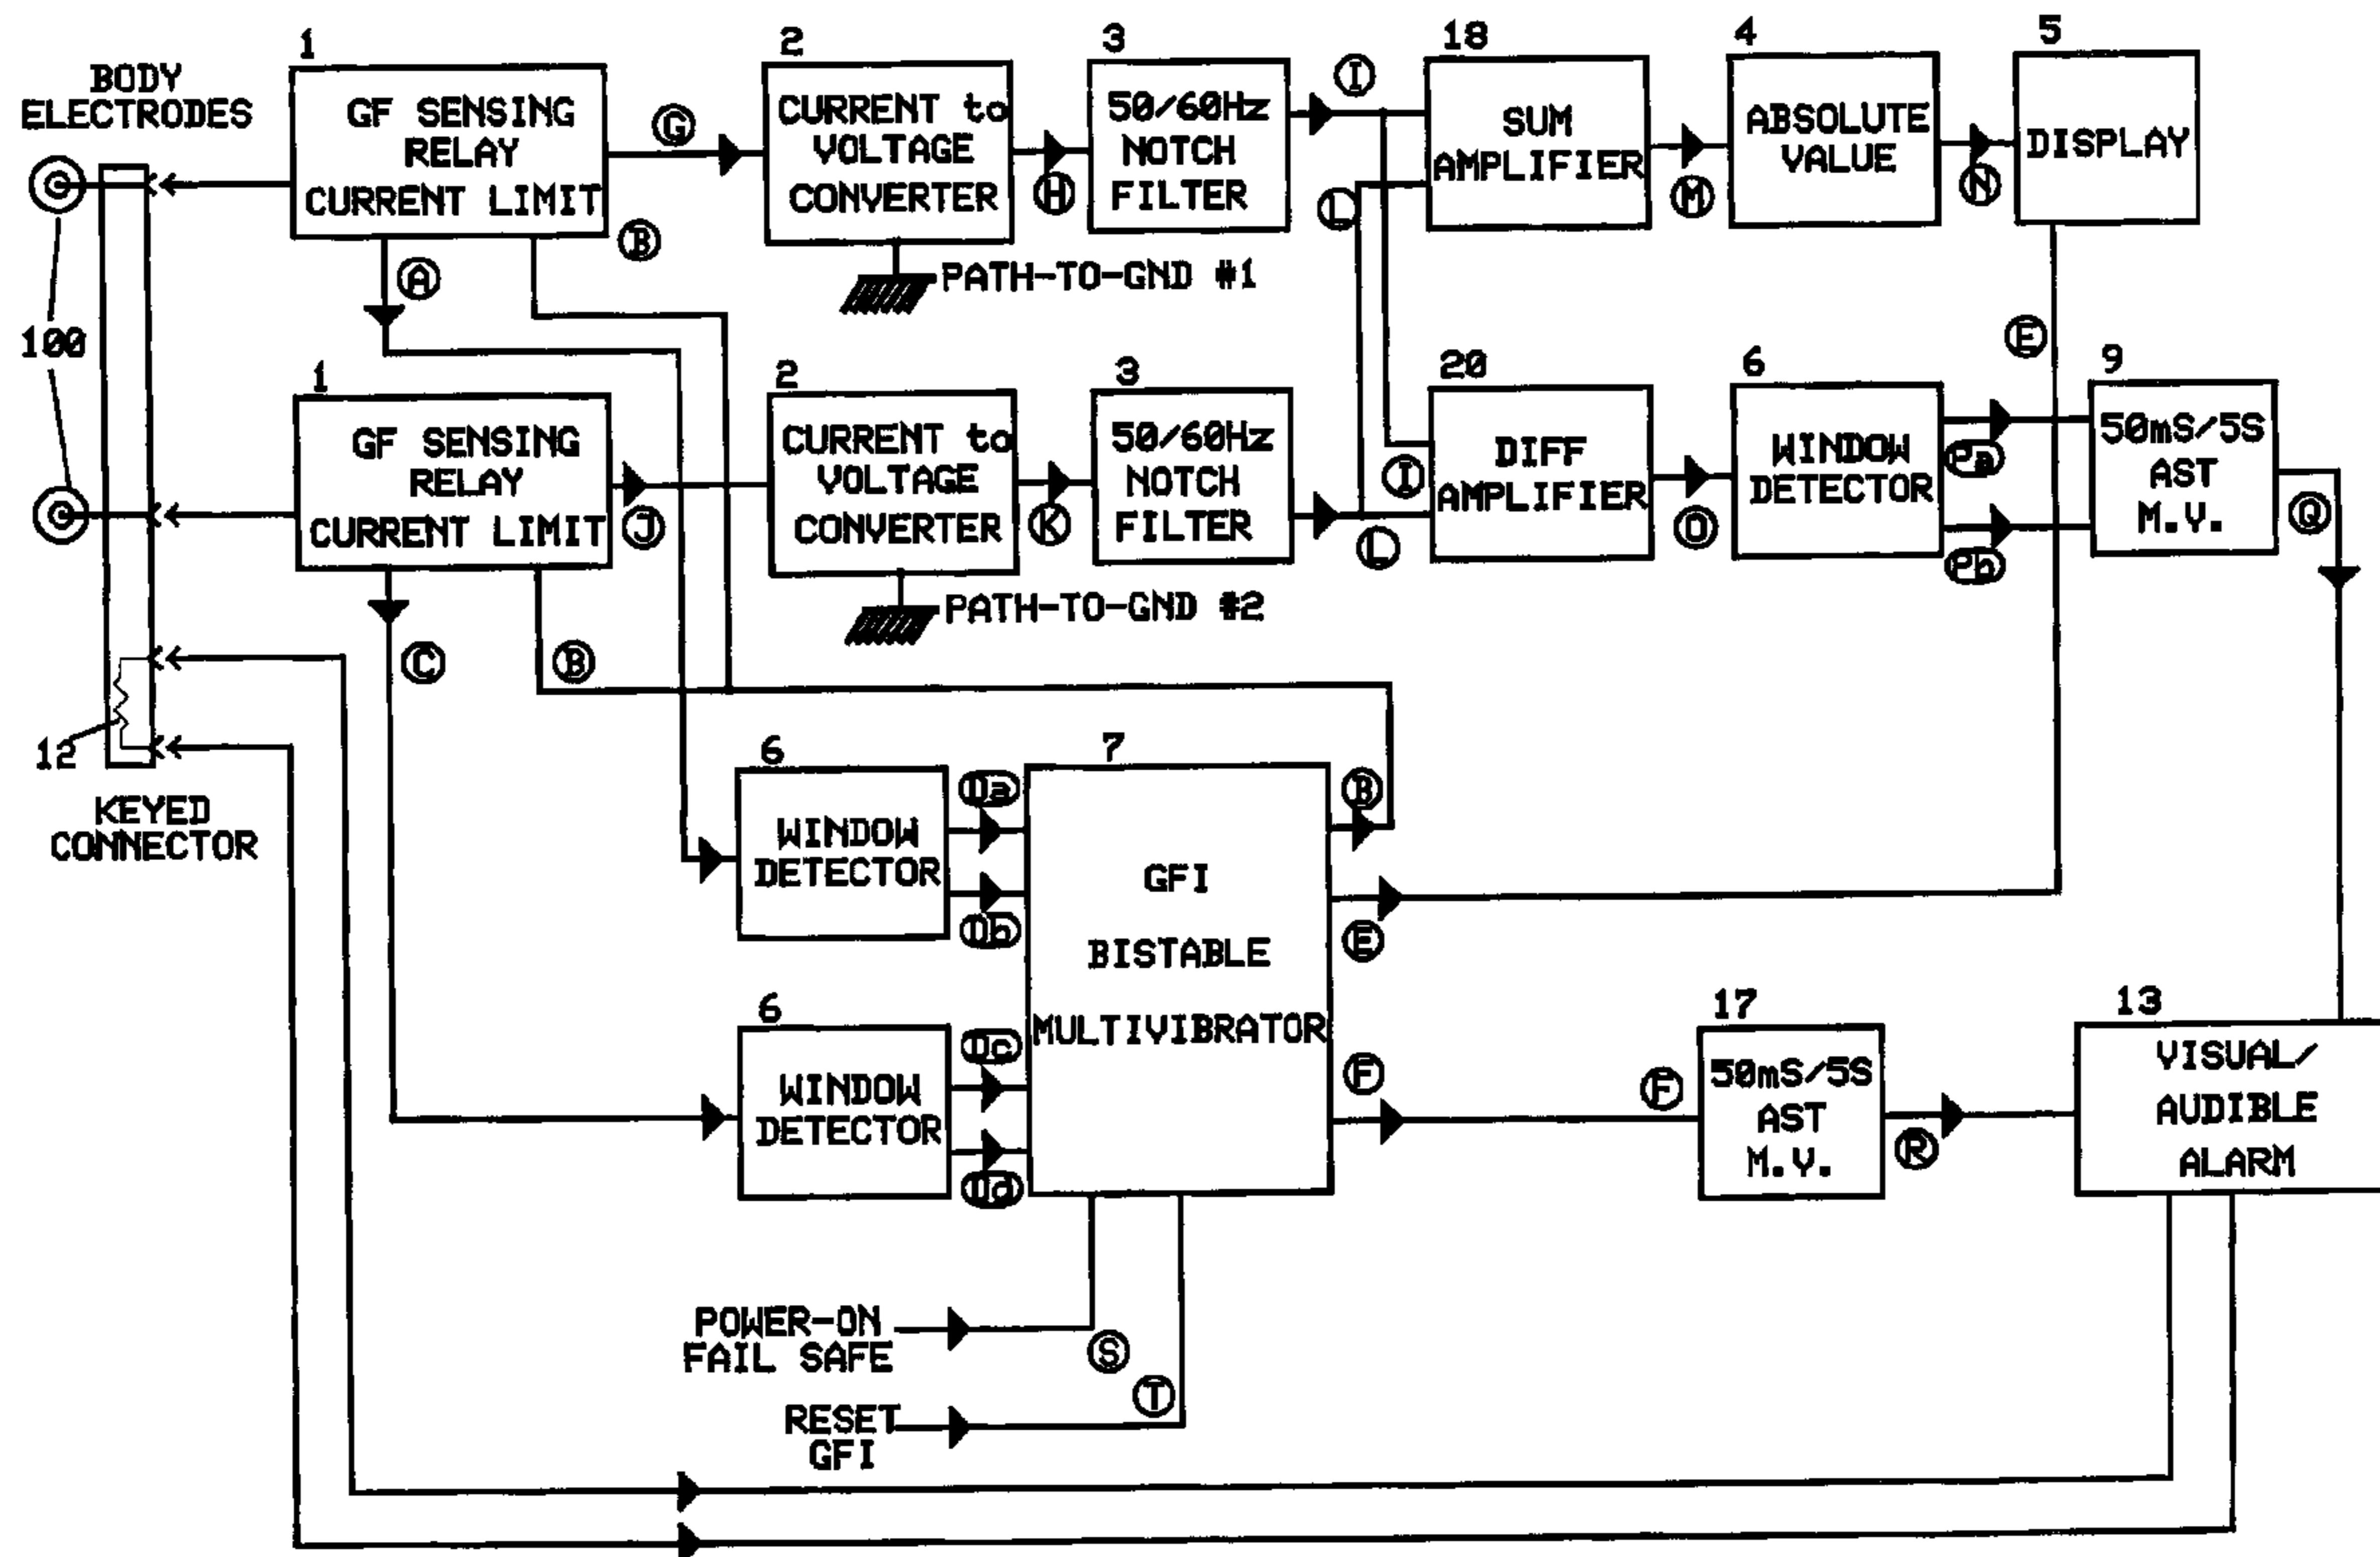 BODY
ELECTRODES
100
12
KEYED
CONNECTOR
1
GF SENSING
RELAY
CURRENT LIMIT
A
B
G
2
CURRENT to
VOLTAGE
CONVERTER
PATH-TO-GND #1
H
3
50/60Hz
NOTCH
FILTER
I
L
18
SUM
AMPLIFIER
M
4
ABSOLUTE
VALUE
N
5
DISPLAY
E
1
GF SENSING
RELAY
CURRENT LIMIT
C
B
J
2
CURRENT to
VOLTAGE
CONVERTER
PATH-TO-GND #2
K
3
50/60Hz
NOTCH
FILTER
L
I
20
DIFF
AMPLIFIER
O
6
WINDOW
DETECTOR
Pa
Pb
9
50mS/5S
AST
M.V.
Q
6
WINDOW
DETECTOR
Da
Db
6
WINDOW
DETECTOR
Dc
Dd
7
GFI
BISTABLE
MULTIVIBRATOR
B
E
F
F
17
50mS/5S
AST
M.V.
R
13
VISUAL/
AUDIBLE
ALARM
POWER-ON
FAIL SAFE
S
RESET
GFI
T